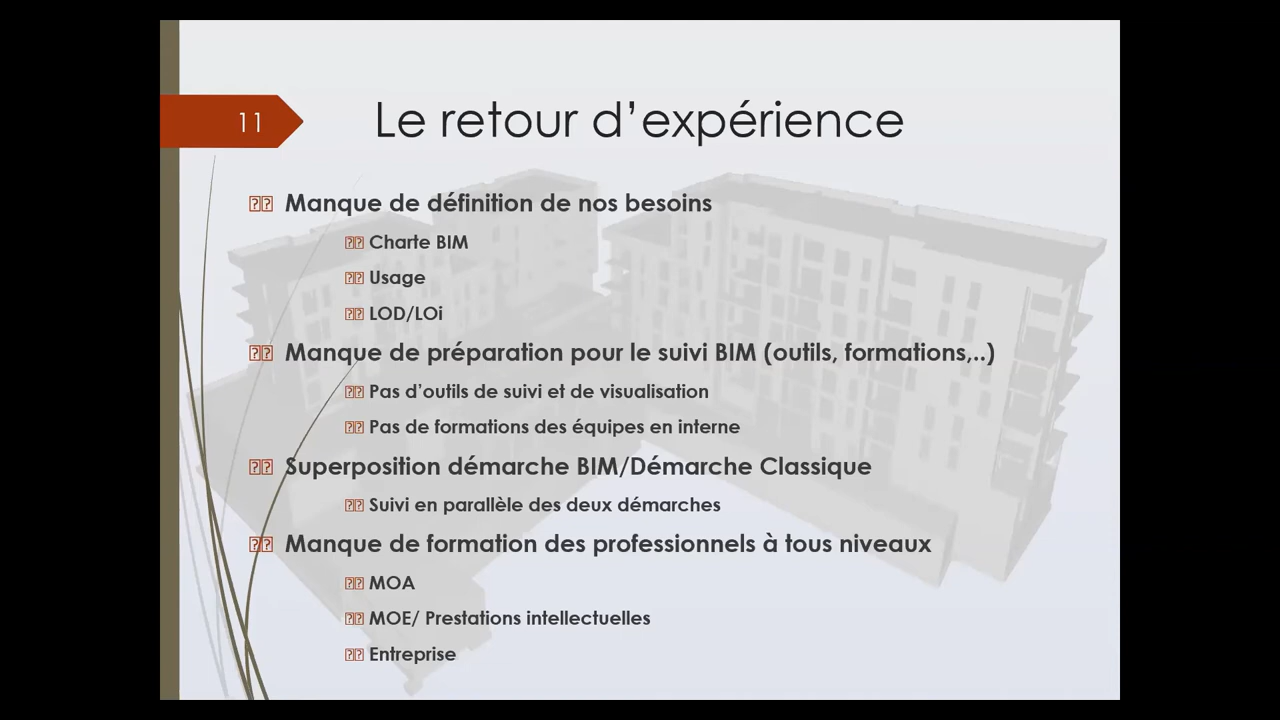 11
Le retour d’expérience
Manque de définition de nos besoins
Charte BIM
Usage
LOD/LOi
Manque de préparation pour le suivi BIM (outils, formations,..)
Pas d’outils de suivi et de visualisation
Pas de formations des équipes en interne
Superposition démarche BIM/Démarche Classique
Suivi en parallèle des deux démarches
Manque de formation des professionnels à tous niveaux
MOA
MOE/ Prestations intellectuelles
Entreprise